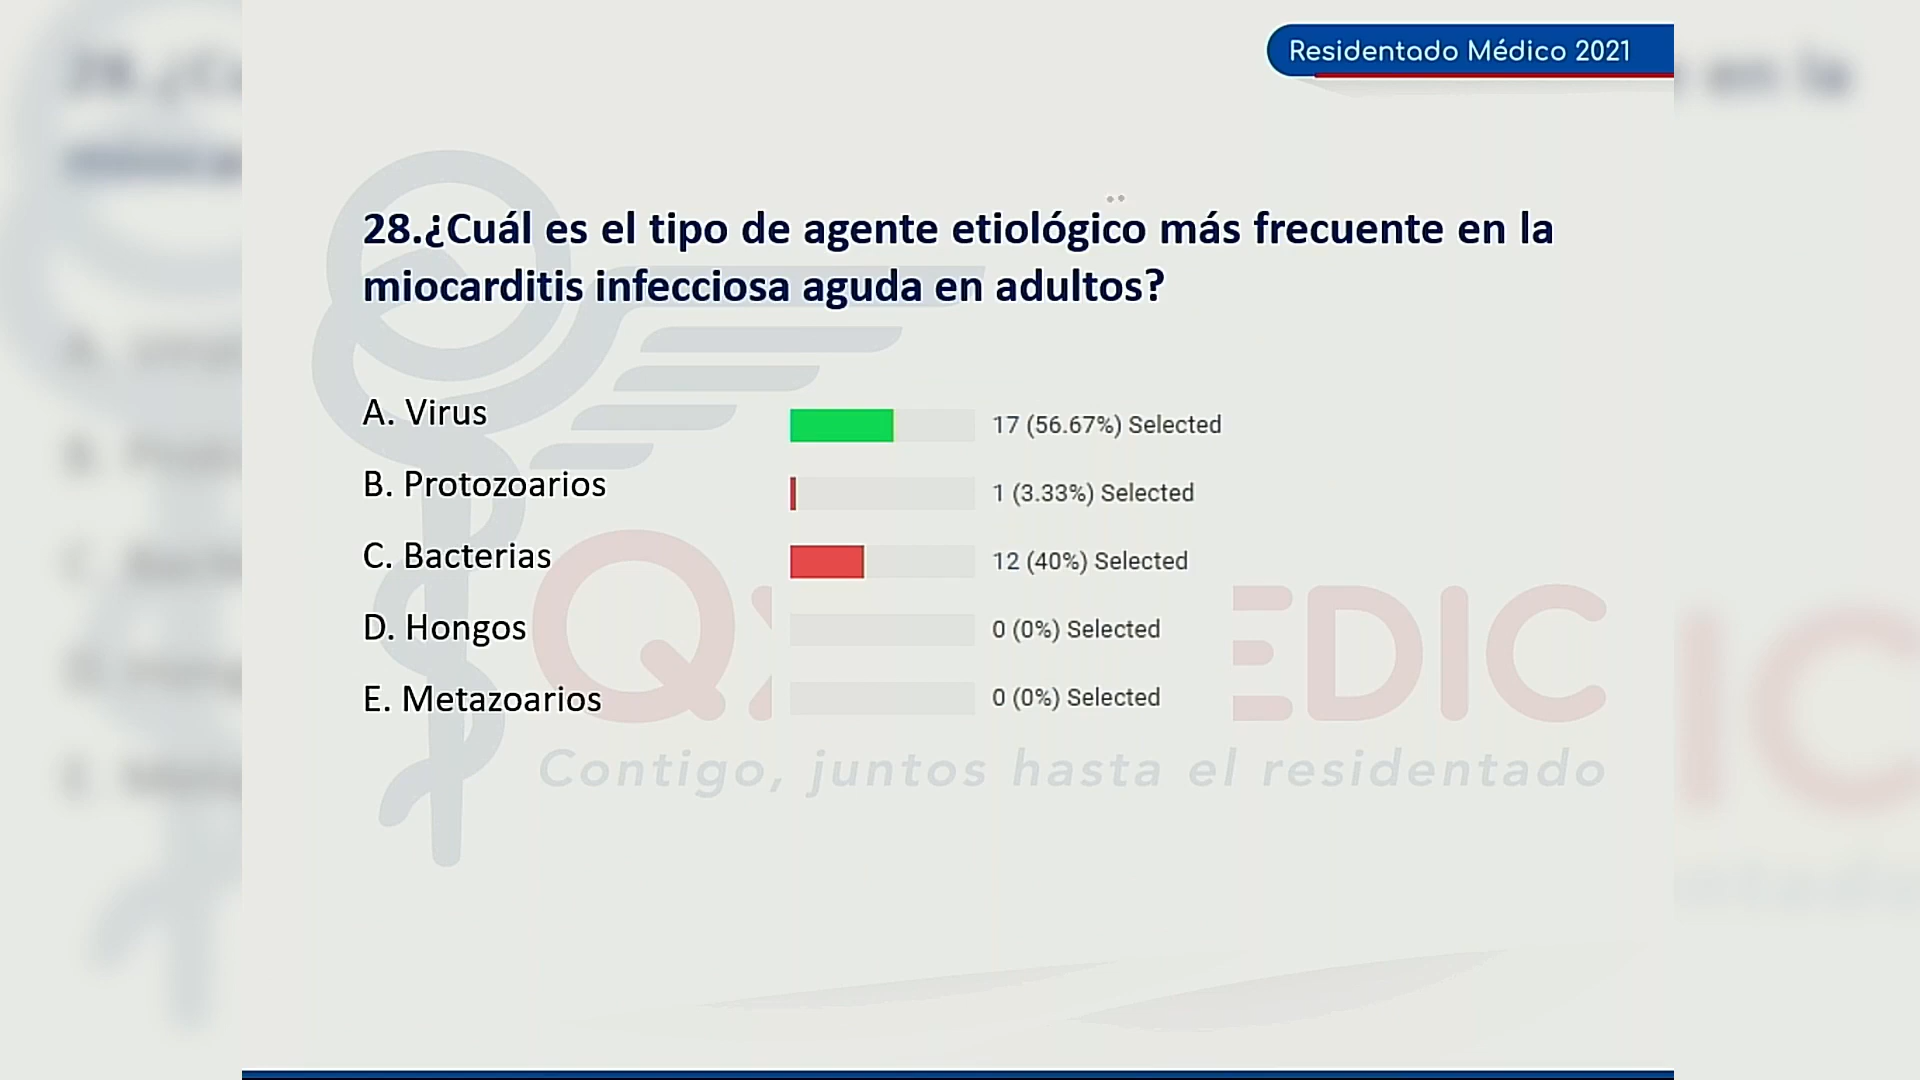 Residentado Médico 2021
28.¿Cuál es el tipo de agente etiológico más frecuente en la
miocarditis infecciosa aguda en adultos?
A. Virus
17 (56.67%) Selected
B. Protozoarios
1 (3.33%) Selected
C. Bacterias
12 (40%) Selected
D. Hongos
0 (0%) Selected
E. Metazoarios
0 (0%) Selected
Contigo, juntos hasta el residentado